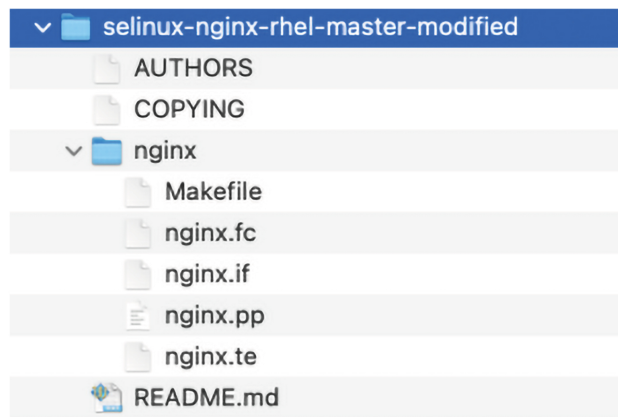 selinux-nginx-rhel-master-modified
AUTHORS
COPYING
nginx
Makefile
nginx.fc
nginx.if
nginx.pp
nginx.te
README.md